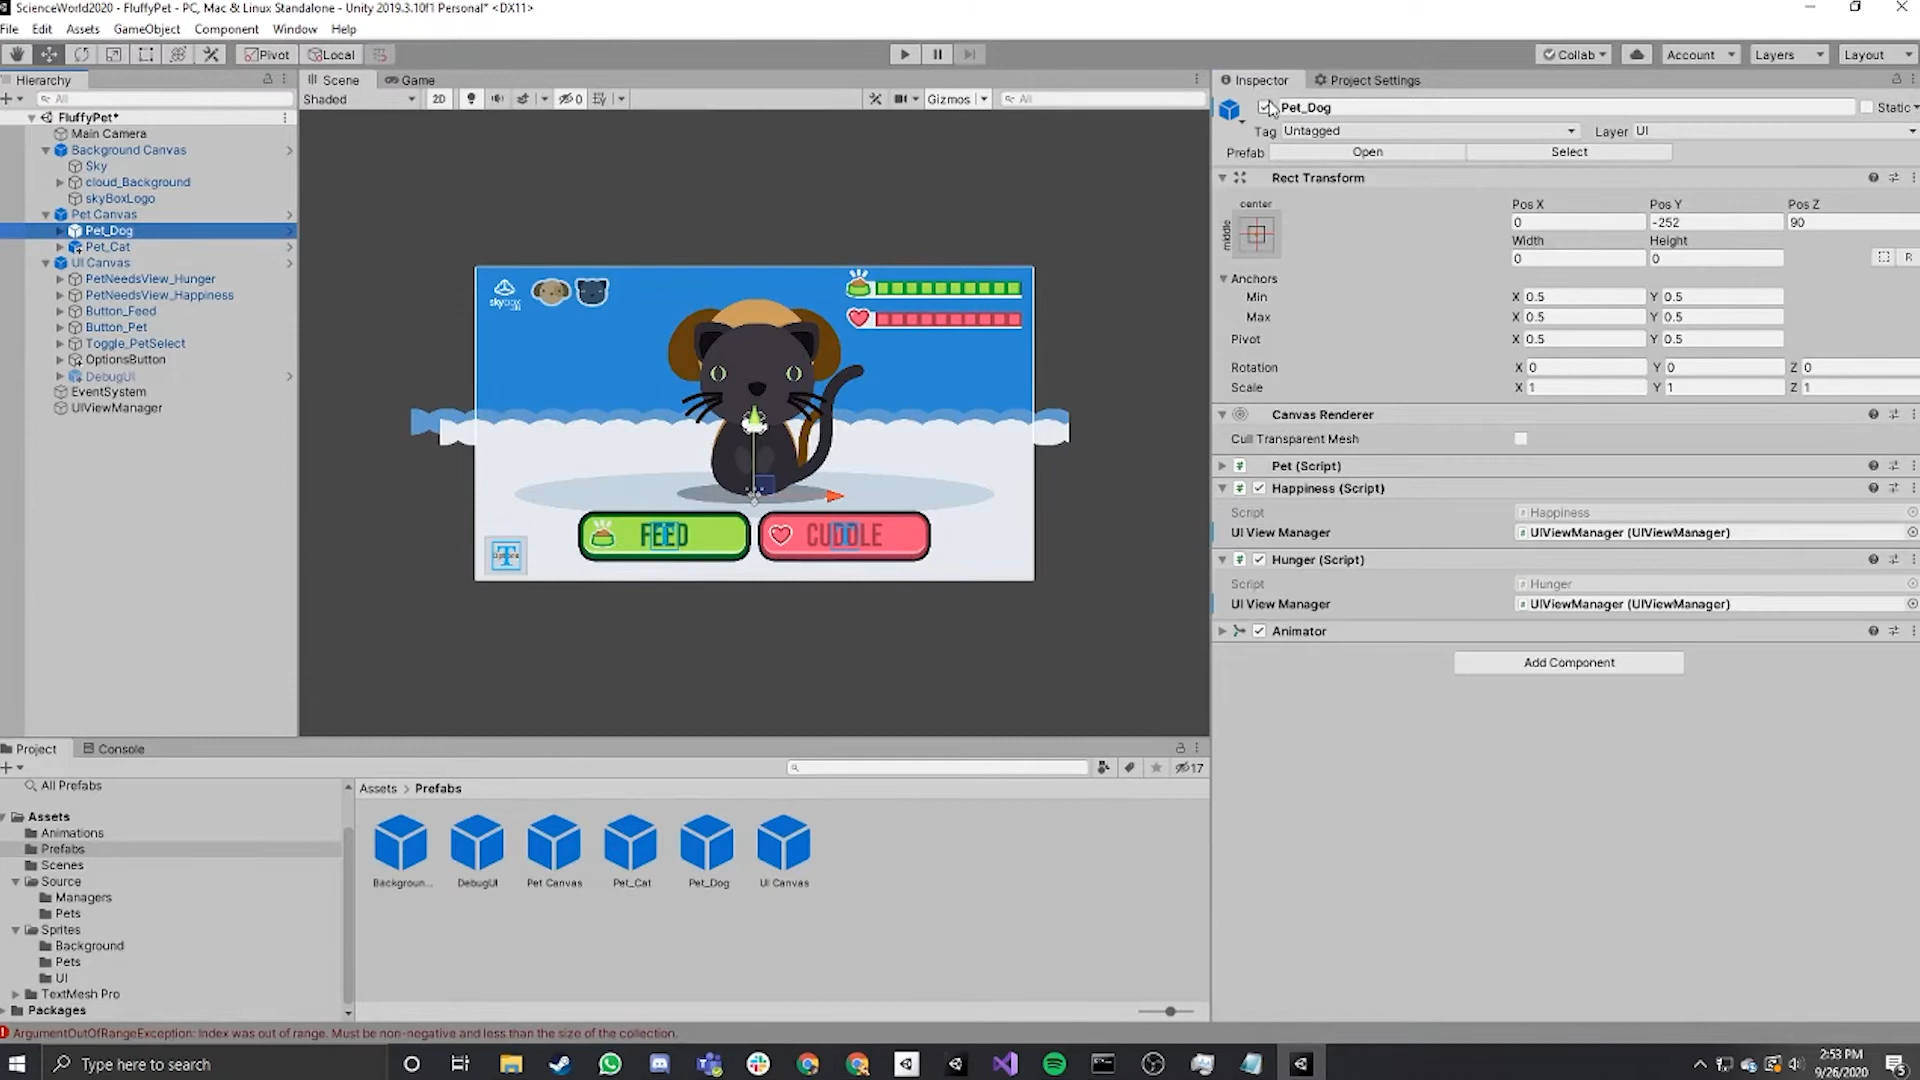 ScienceWorld2020 - FluffyPet - PC, Mac & Linux Standalone - Unity 2019.3.10f1 Personal* <DX11>
File Edit Assets GameObject Component Window Help
Pivot Local Collab Account Layers Layout
Hierarchy
All
FluffyPet*
Main Camera
Background Canvas
Sky
cloud_Background
skyBoxLogo
Pet Canvas
Pet_Dog
Pet_Cat
UI Canvas
PetNeedsView_Hunger
PetNeedsView_Happiness
Button_Feed
Button_Pet
Toggle_PetSelect
OptionsButton
DebugUI
EventSystem
UIViewManager
Scene Game
Shaded 2D 0 Gizmos All
FEED CUDDLE
Inspector Project Settings
Pet_Dog Static
Tag Untagged Layer UI
Prefab Open Select
Rect Transform
center
middle
Pos X Pos Y Pos Z
0 -252 90
Width Height
0 0
R
Anchors
Min X 0.5 Y 0.5
Max X 0.5 Y 0.5
Pivot X 0.5 Y 0.5
Rotation X 0 Y 0 Z 0
Scale X 1 Y 1 Z 1
Canvas Renderer
Cull Transparent Mesh
Pet (Script)
Happiness (Script)
Script Happiness
UI View Manager UIViewManager (UIViewManager)
Hunger (Script)
Script Hunger
UI View Manager UIViewManager (UIViewManager)
Animator
Add Component
Project Console
17
All Prefabs
Assets
Animations
Prefabs
Scenes
Source
Managers
Pets
Sprites
Background
Pets
UI
TextMesh Pro
Packages
Assets > Prefabs
Backgroun... DebugUI Pet Canvas Pet_Cat Pet_Dog UI Canvas
ArgumentOutOfRangeException: Index was out of range. Must be non-negative and less than the size of the collection.
Type here to search
2:53 PM
9/26/2020
5